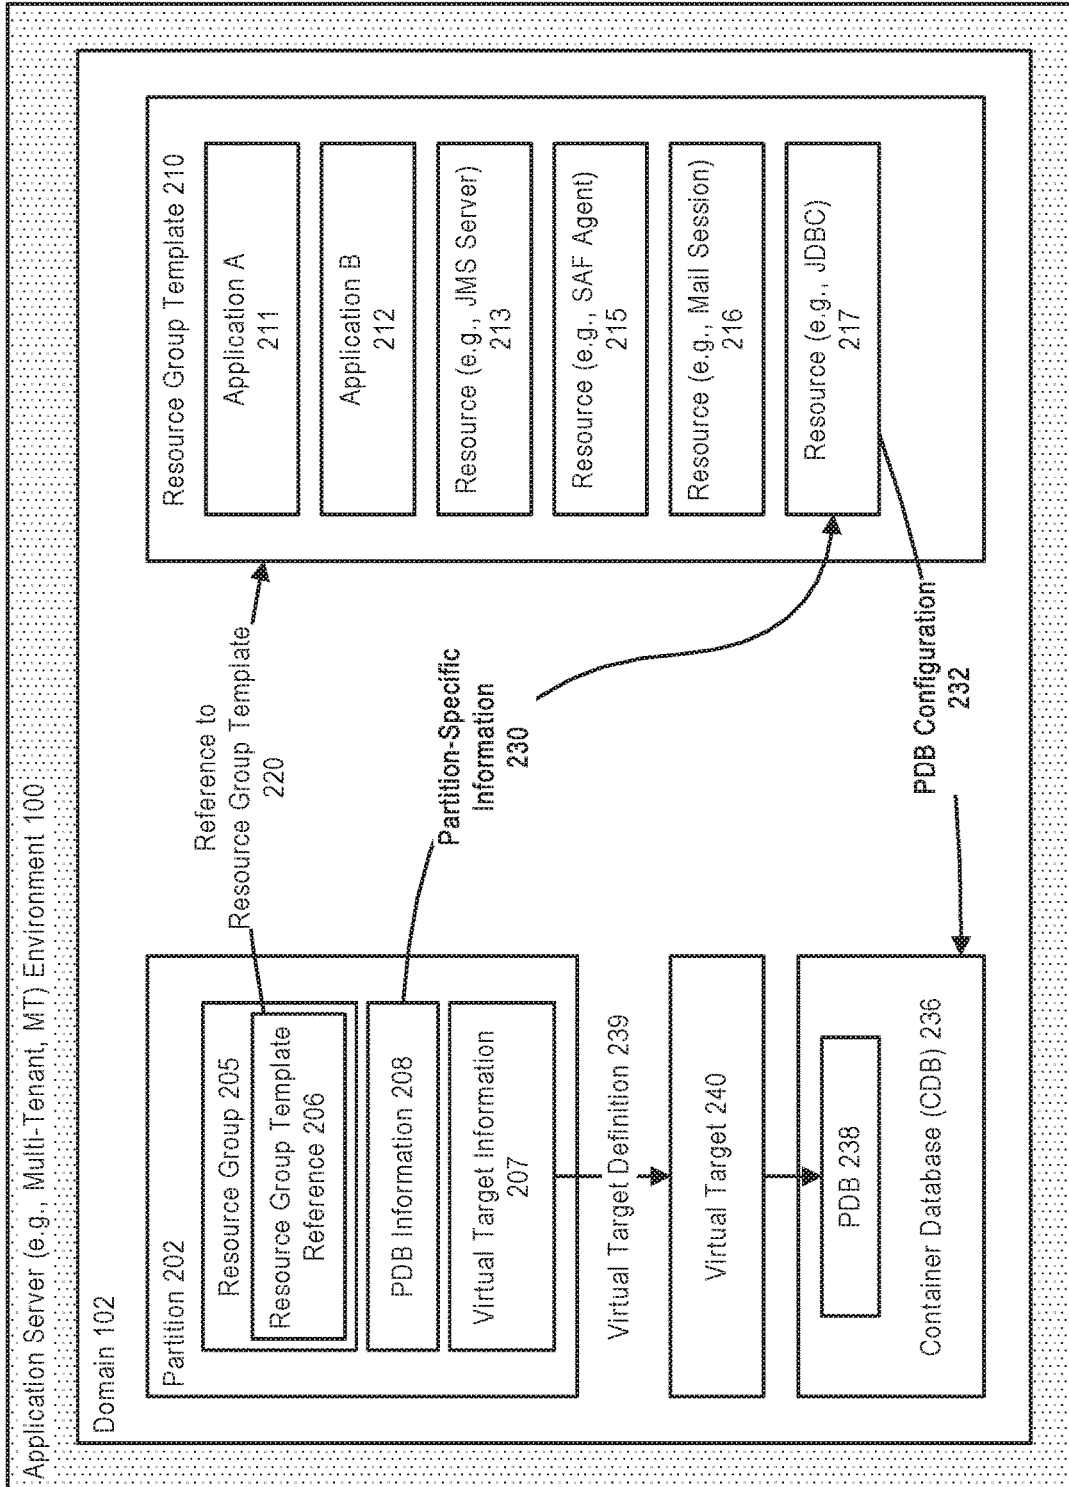 Application Server (e.g., Multi-Tenant, MT) Environment 100
Domain 102
Partition 202
Resource Group 205
Resource Group Template
Reference 206
PDB Information 208
Virtual Target Information
207
Virtual Target Definition 239
Virtual Target 240
PDB 238
Container Database (CDB) 236
Reference to
Resource Group Template
220
Partition-Specific
Information
230
PDB Configuration
232
Resource Group Template 210
Application A
211
Application B
212
Resource (e.g., JMS Server)
213
Resource (e.g., SAF Agent)
215
Resource (e.g., Mail Session)
216
Resource (e.g., JDBC)
217